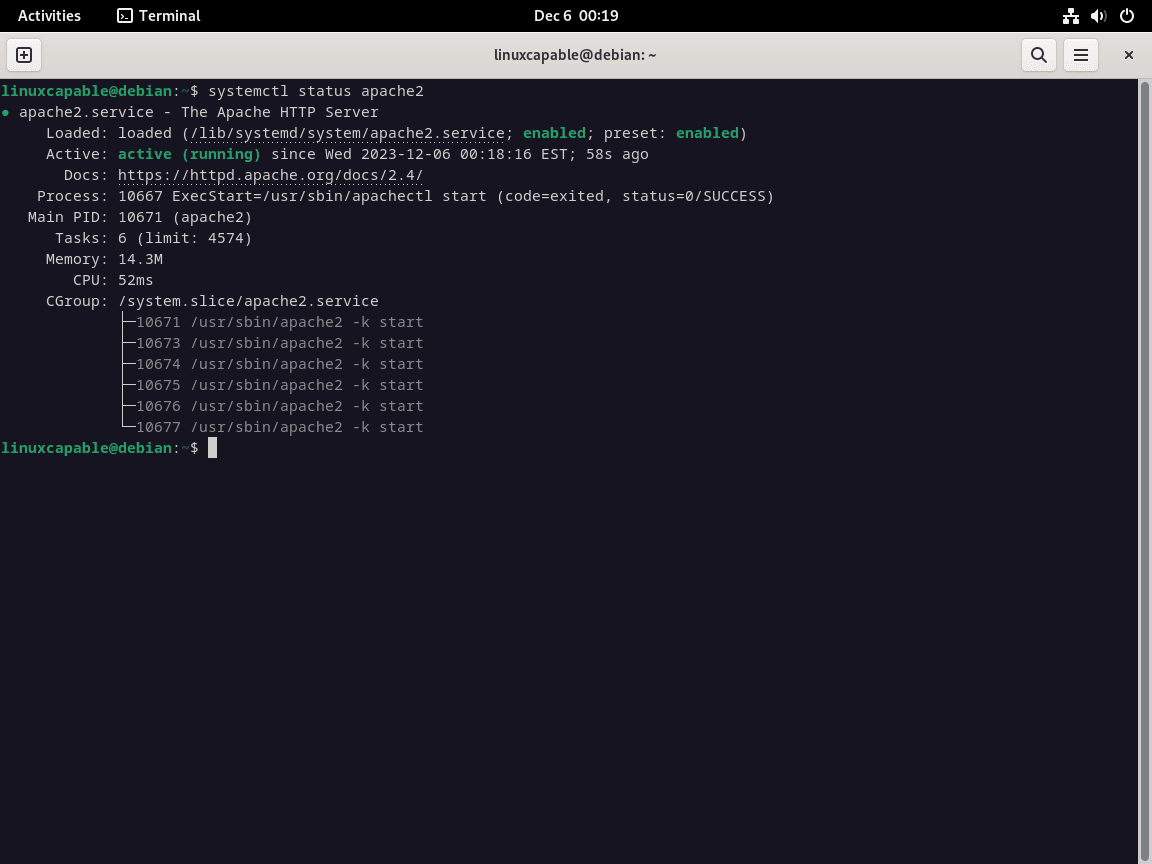 Activities Terminal Dec 6 00:19
linuxcapable@debian: ~
linuxcapable@debian:~$ systemctl status apache2
● apache2.service - The Apache HTTP Server
Loaded: loaded (/lib/systemd/system/apache2.service; enabled; preset: enabled)
Active: active (running) since Wed 2023-12-06 00:18:16 EST; 58s ago
Docs: https://httpd.apache.org/docs/2.4/
Process: 10667 ExecStart=/usr/sbin/apachectl start (code=exited, status=0/SUCCESS)
Main PID: 10671 (apache2)
Tasks: 6 (limit: 4574)
Memory: 14.3M
CPU: 52ms
CGroup: /system.slice/apache2.service
├─10671 /usr/sbin/apache2 -k start
├─10673 /usr/sbin/apache2 -k start
├─10674 /usr/sbin/apache2 -k start
├─10675 /usr/sbin/apache2 -k start
├─10676 /usr/sbin/apache2 -k start
└─10677 /usr/sbin/apache2 -k start
linuxcapable@debian:~$